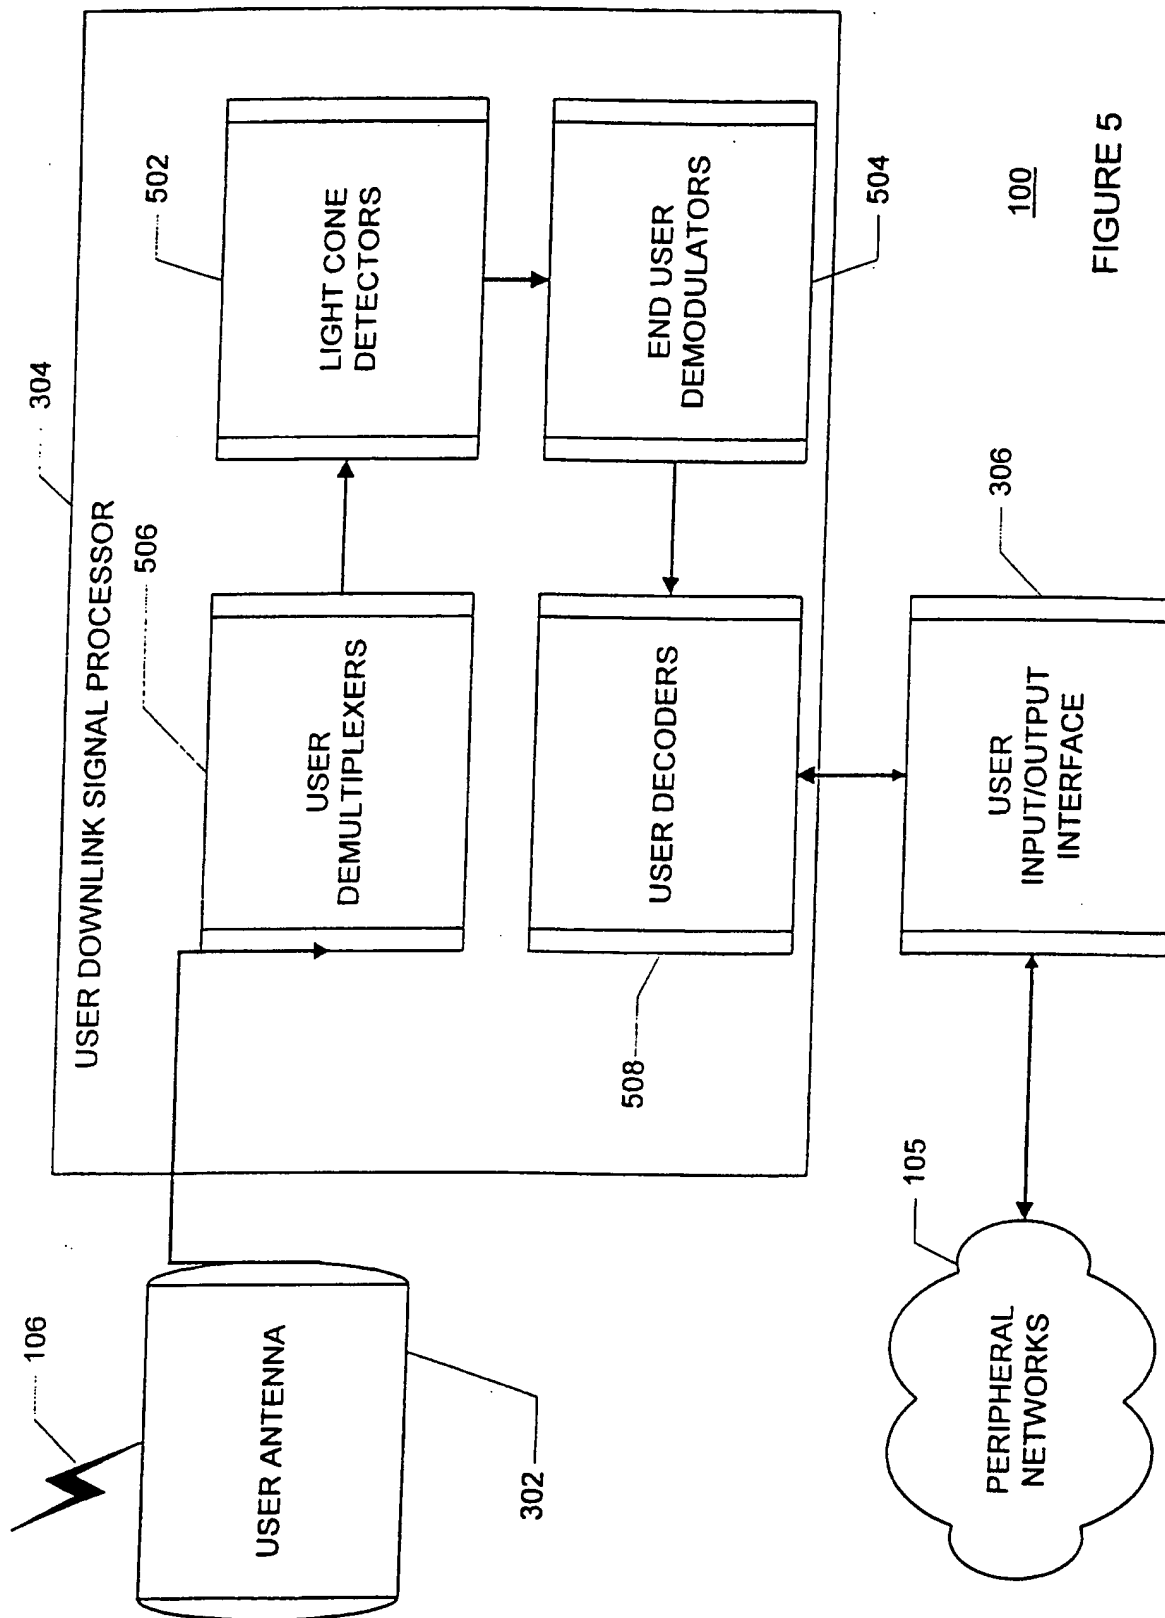 106
USER ANTENNA
302
USER DOWNLINK SIGNAL PROCESSOR
304
506
USER
DEMULTIPLEXERS
502
LIGHT CONE
DETECTORS
508
USER DECODERS
END USER
DEMODULATORS
504
105
PERIPHERAL
NETWORKS
USER
INPUT/OUTPUT
INTERFACE
306
100
FIGURE 5